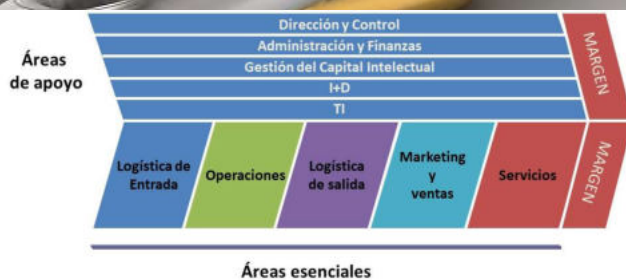 Dirección y Control
Administración y Finanzas
Gestión del Capital Intelectual
I+D
TI
Áreas
de apoyo
MARGEN
Logística de
Entrada
Operaciones
Logística
de salida
Marketing
y
ventas
Servicios
MARGEN
Áreas esenciales